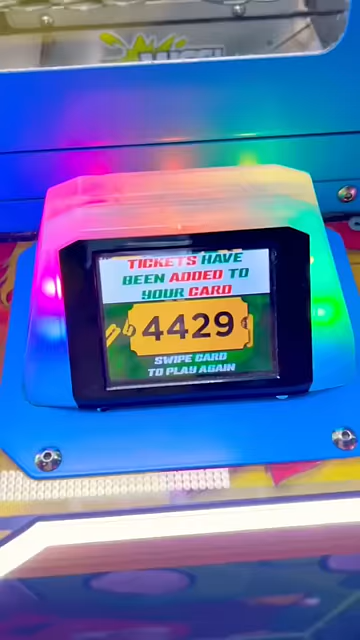 TICKETS HAVE
BEEN ADDED TO
YOUR CARD
4429
SWIPE CARD
TO PLAY AGAIN